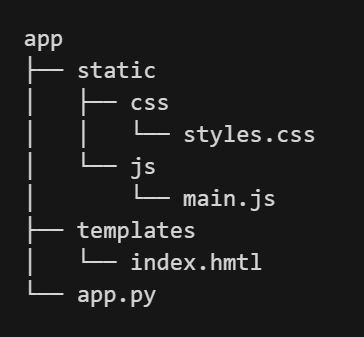 app
├── static
│   ├── css
│   │   └── styles.css
│   └── js
│       └── main.js
├── templates
│   └── index.hmtl
└── app.py